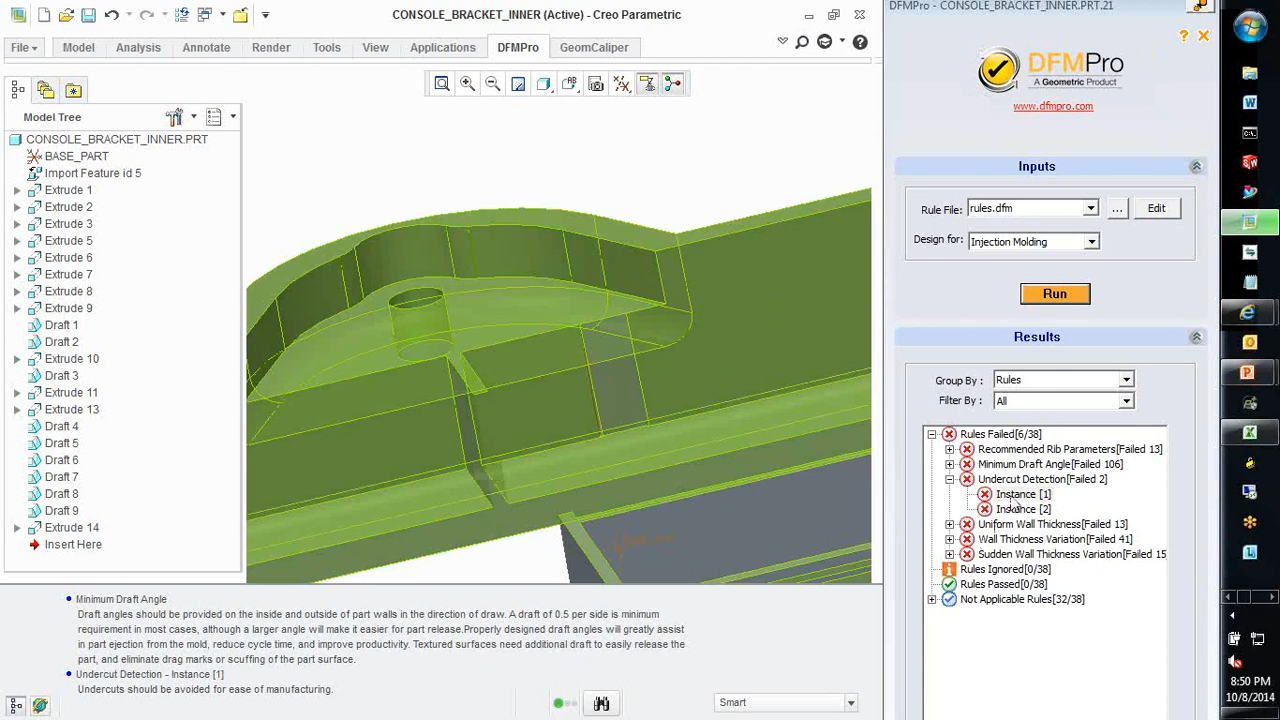 CONSOLE_BRACKET_INNER (Active) - Creo Parametric
File
Model
Analysis
Annotate
Render
Tools
View
Applications
DFMPro
GeomCaliper
Model Tree
CONSOLE_BRACKET_INNER.PRT
BASE_PART
Import Feature id 5
Extrude 1
Extrude 2
Extrude 3
Extrude 5
Extrude 6
Extrude 7
Extrude 8
Extrude 9
Draft 1
Draft 2
Extrude 10
Draft 3
Extrude 11
Extrude 13
Draft 4
Draft 5
Draft 6
Draft 7
Draft 8
Draft 9
Extrude 14
Insert Here
Minimum Draft Angle
Draft angles should be provided on the inside and outside of part walls in the direction of draw. A draft of 0.5 per side is minimum
requirement in most cases, although a larger angle will make it easier for part release.Properly designed draft angles will greatly assist
in part ejection from the mold, reduce cycle time, and improve productivity. Textured surfaces need additional draft to easily release the
part, and eliminate drag marks or scuffing of the part surface.
Undercut Detection - Instance [1]
Undercuts should be avoided for ease of manufacturing.
Smart
DFMPro - CONSOLE_BRACKET_INNER.PRT.21
DFMPro
A Geometric Product
www.dfmpro.com
Inputs
Rule File: rules.dfm ... Edit
Design for: Injection Molding
Run
Results
Group By : Rules
Filter By : All
Rules Failed[6/38]
Recommended Rib Parameters[Failed 13]
Minimum Draft Angle[Failed 106]
Undercut Detection[Failed 2]
Instance [1]
Instance [2]
Uniform Wall Thickness[Failed 13]
Wall Thickness Variation[Failed 41]
Sudden Wall Thickness Variation[Failed 15
Rules Ignored[0/38]
Rules Passed[0/38]
Not Applicable Rules[32/38]
8:50 PM
10/8/2014